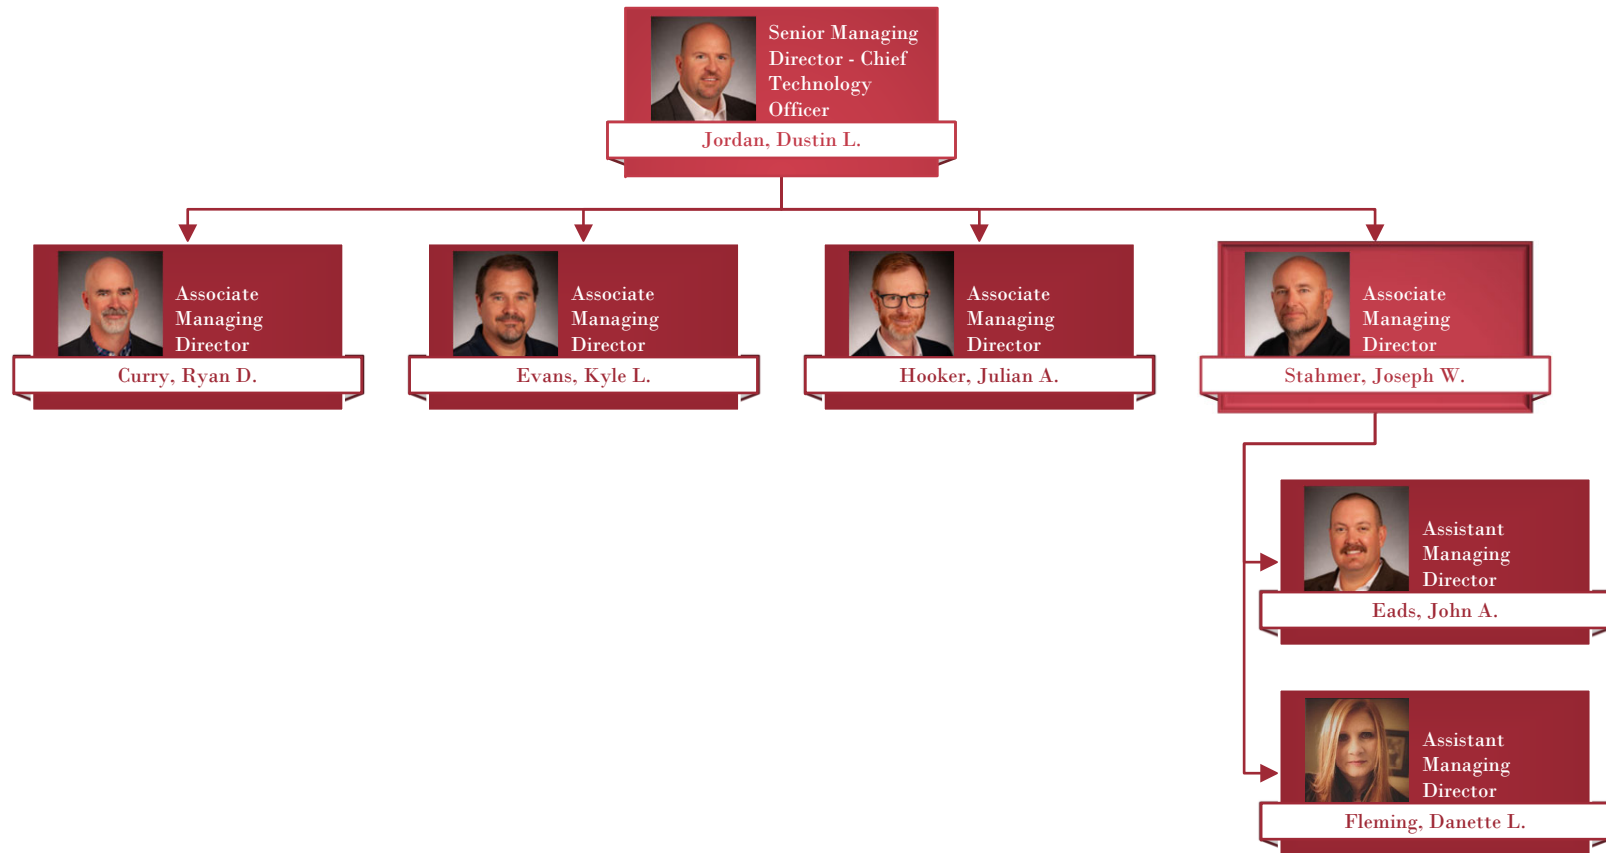 Senior Managing
Director - Chief
Technology
Officer
Jordan, Dustin L.
Associate
Managing
Director
Curry, Ryan D.
Associate
Managing
Director
Evans, Kyle L.
Associate
Managing
Director
Hooker, Julian A.
Associate
Managing
Director
Stahmer, Joseph W.
Assistant
Managing
Director
Eads, John A.
Assistant
Managing
Director
Fleming, Danette L.